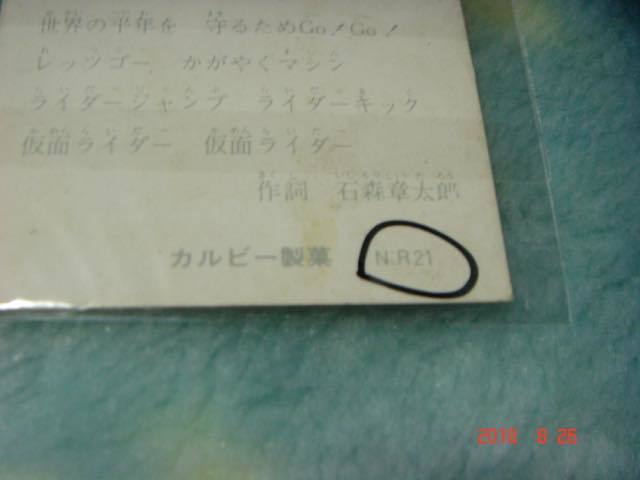 世界の平和を　守るためGo！Go！
レッツゴー　かがやくマシン
ライダージャンプ　ライダーキック
仮面ライダー　仮面ライダー
作詞　石森章太郎
カルビー製菓　N.R21
2010 8 26